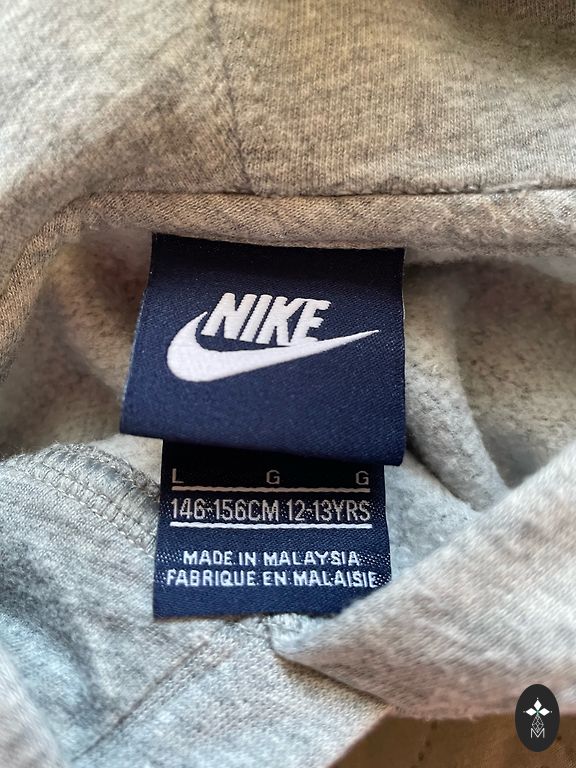 NIKE
L G G
146-156CM 12-13YRS
MADE IN MALAYSIA
FABRIQUE EN MALAISIE
M